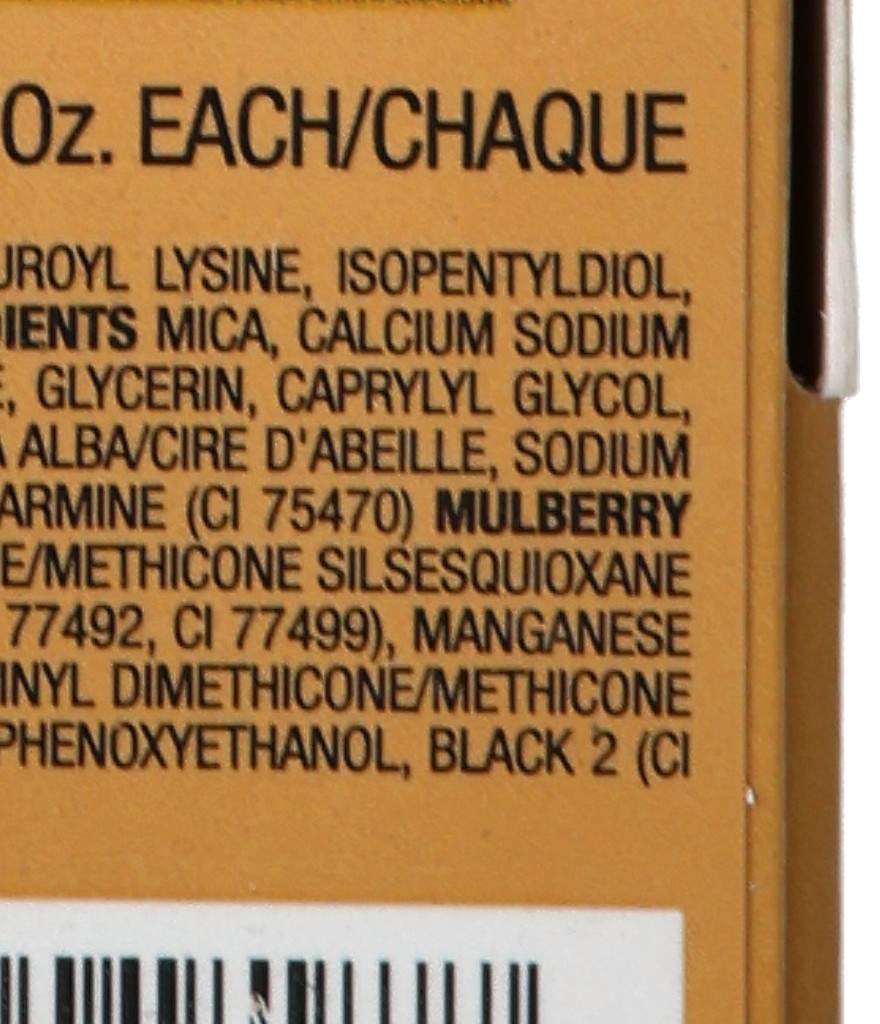 Oz. EACH/CHAQUE
UROYL LYSINE, ISOPENTYLDIOL,
DIENTS MICA, CALCIUM SODIUM
E, GLYCERIN, CAPRYLYL GLYCOL,
A ALBA/CIRE D'ABEILLE, SODIUM
ARMINE (CI 75470) MULBERRY
E/METHICONE SILSESQUIOXANE
77492, CI 77499), MANGANESE
INYL DIMETHICONE/METHICONE
PHENOXYETHANOL, BLACK 2 (CI